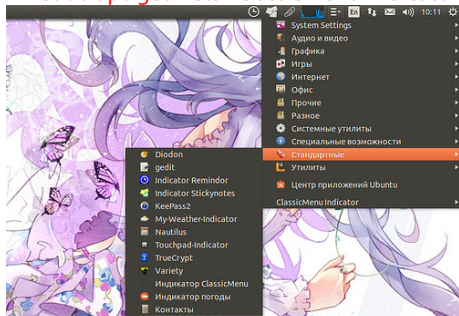 En
10:11
System Settings
Аудио и видео
Графика
Игры
Интернет
Офис
Прочие
Разное
Системные утилиты
Специальные возможности
Стандартные
Утилиты
Центр приложений Ubuntu
ClassicMenu Indicator
Diodon
gedit
Indicator Remindor
Indicator Stickynotes
KeePass2
My-Weather-Indicator
Nautilus
Touchpad-Indicator
TrueCrypt
Variety
Индикатор ClassicMenu
Индикатор погоды
Контакты